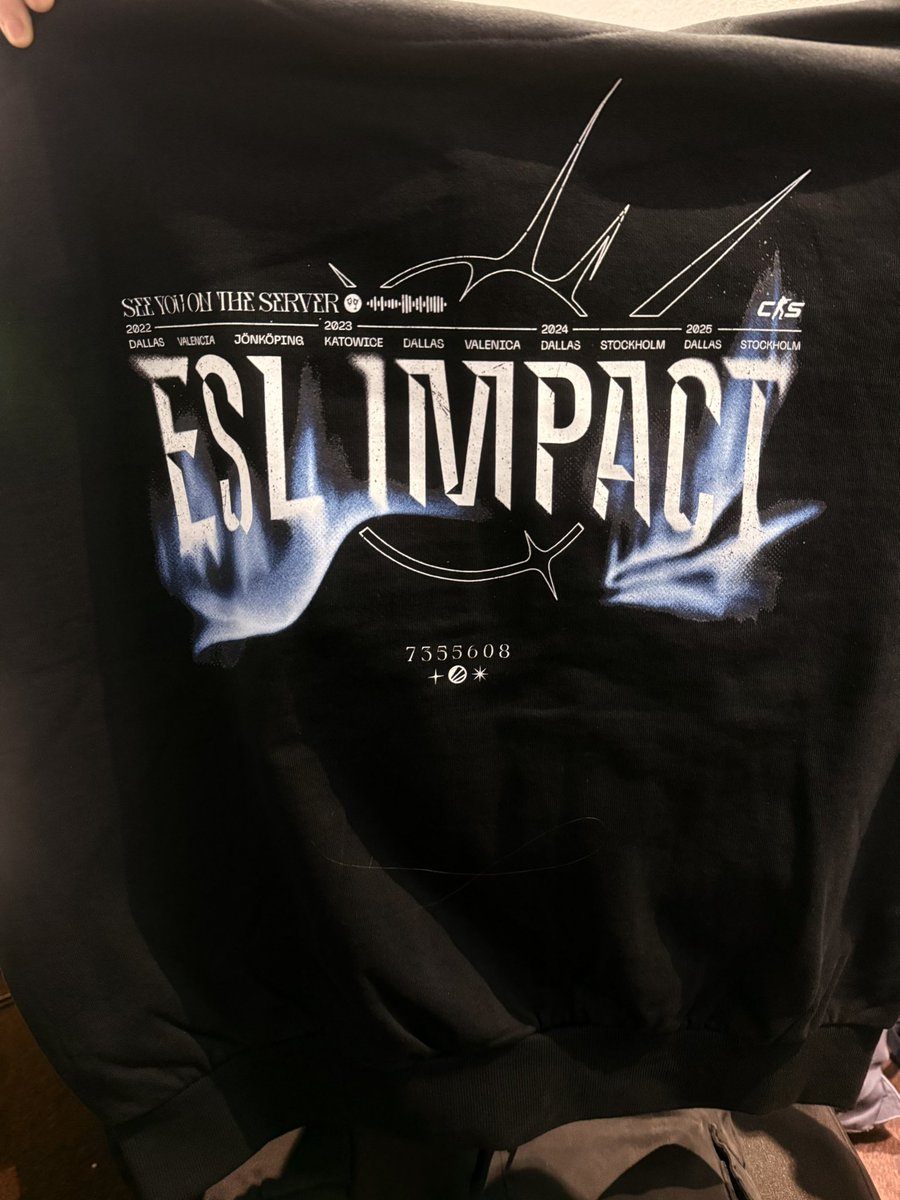 SEE YOU ON THE SERVER
CS
2022 2023 2024 2025
DALLAS VALENCIA JÖNKÖPING KATOWICE DALLAS VALENICA DALLAS STOCKHOLM DALLAS STOCKHOLM
ESL IMPACT
7355608